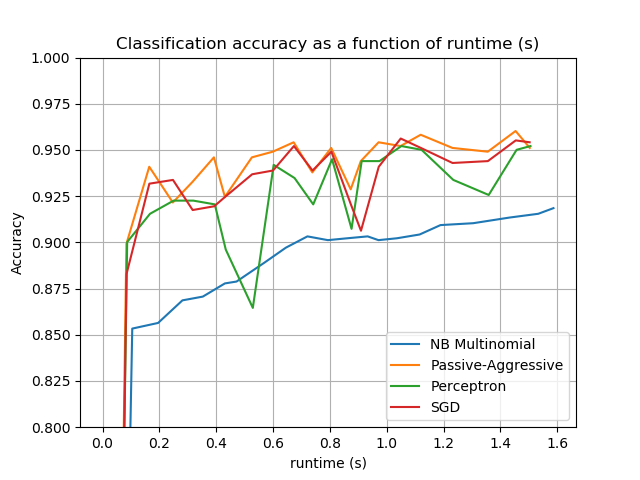 Classification accuracy as a function of runtime (s)
1.000
0.975
0.950
0.925
0.900
0.875
0.850
0.825
0.800
Accuracy
NB Multinomial
Passive-Aggressive
Perceptron
SGD
0.0 0.2 0.4 0.6 0.8 1.0 1.2 1.4 1.6
runtime (s)